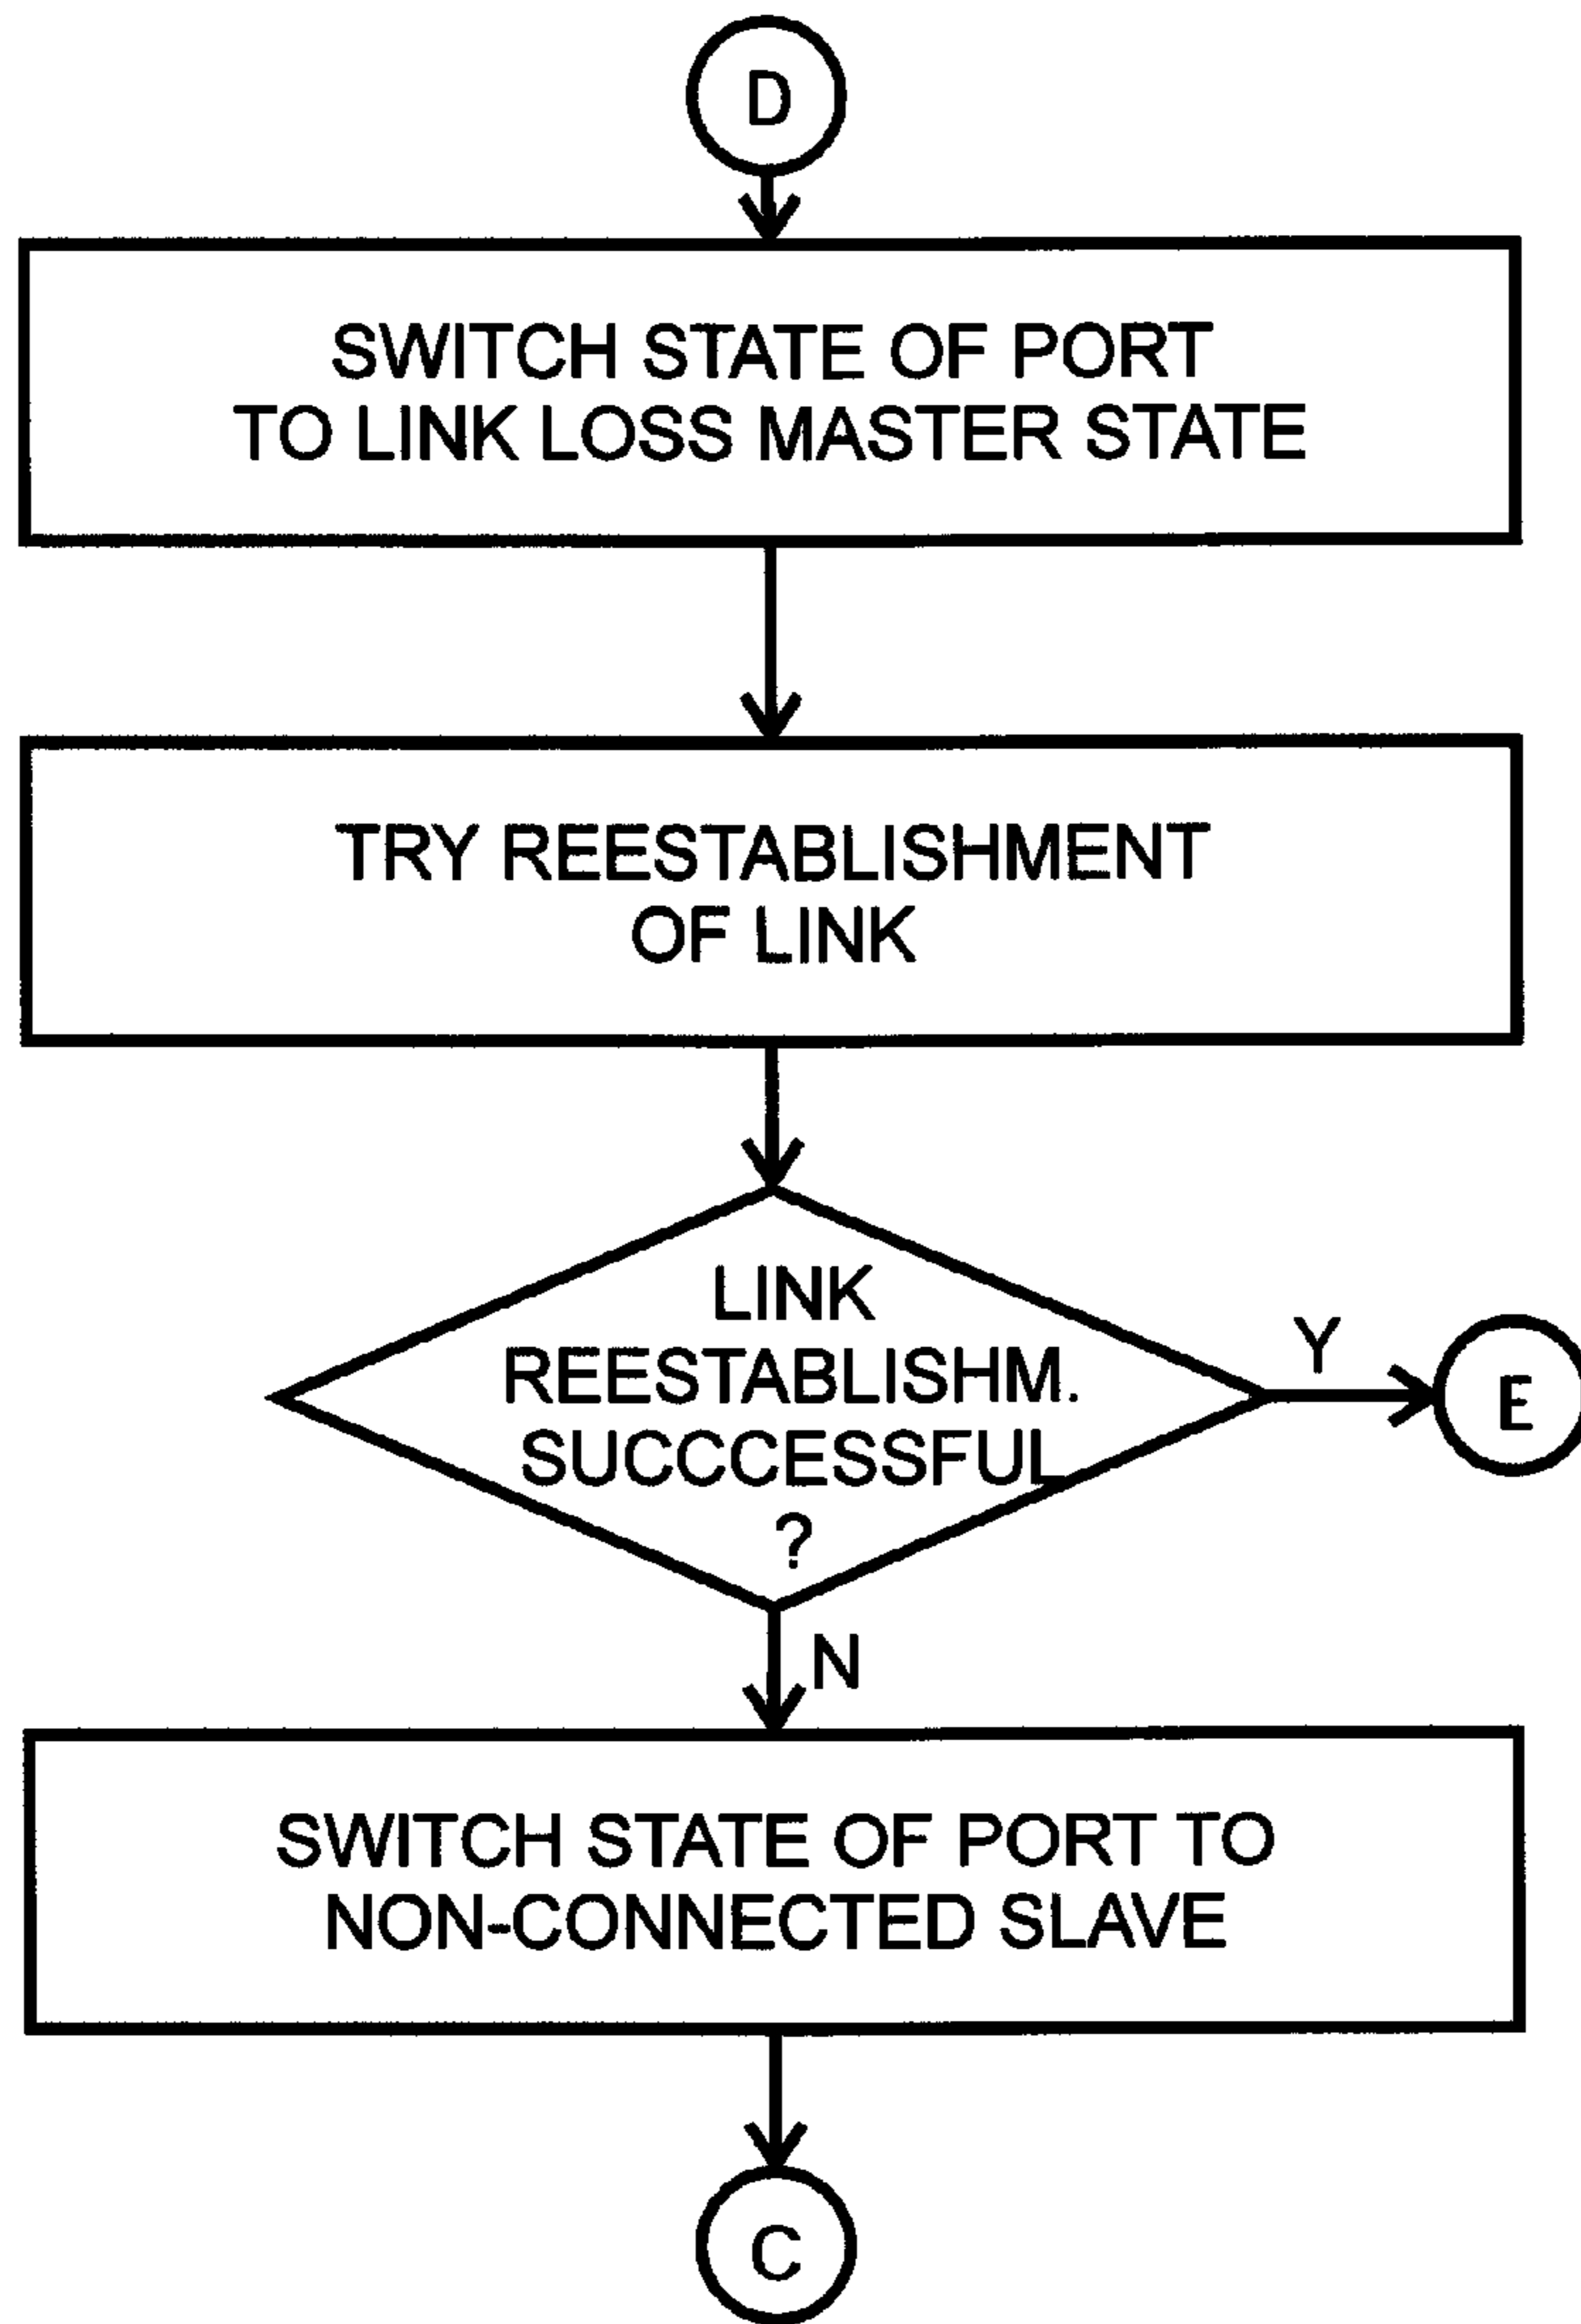 D
SWITCH STATE OF PORT
TO LINK LOSS MASTER STATE
TRY REESTABLISHMENT
OF LINK
LINK
REESTABLISHM.
SUCCCESSFUL
?
Y
E
N
SWITCH STATE OF PORT TO
NON-CONNECTED SLAVE
C